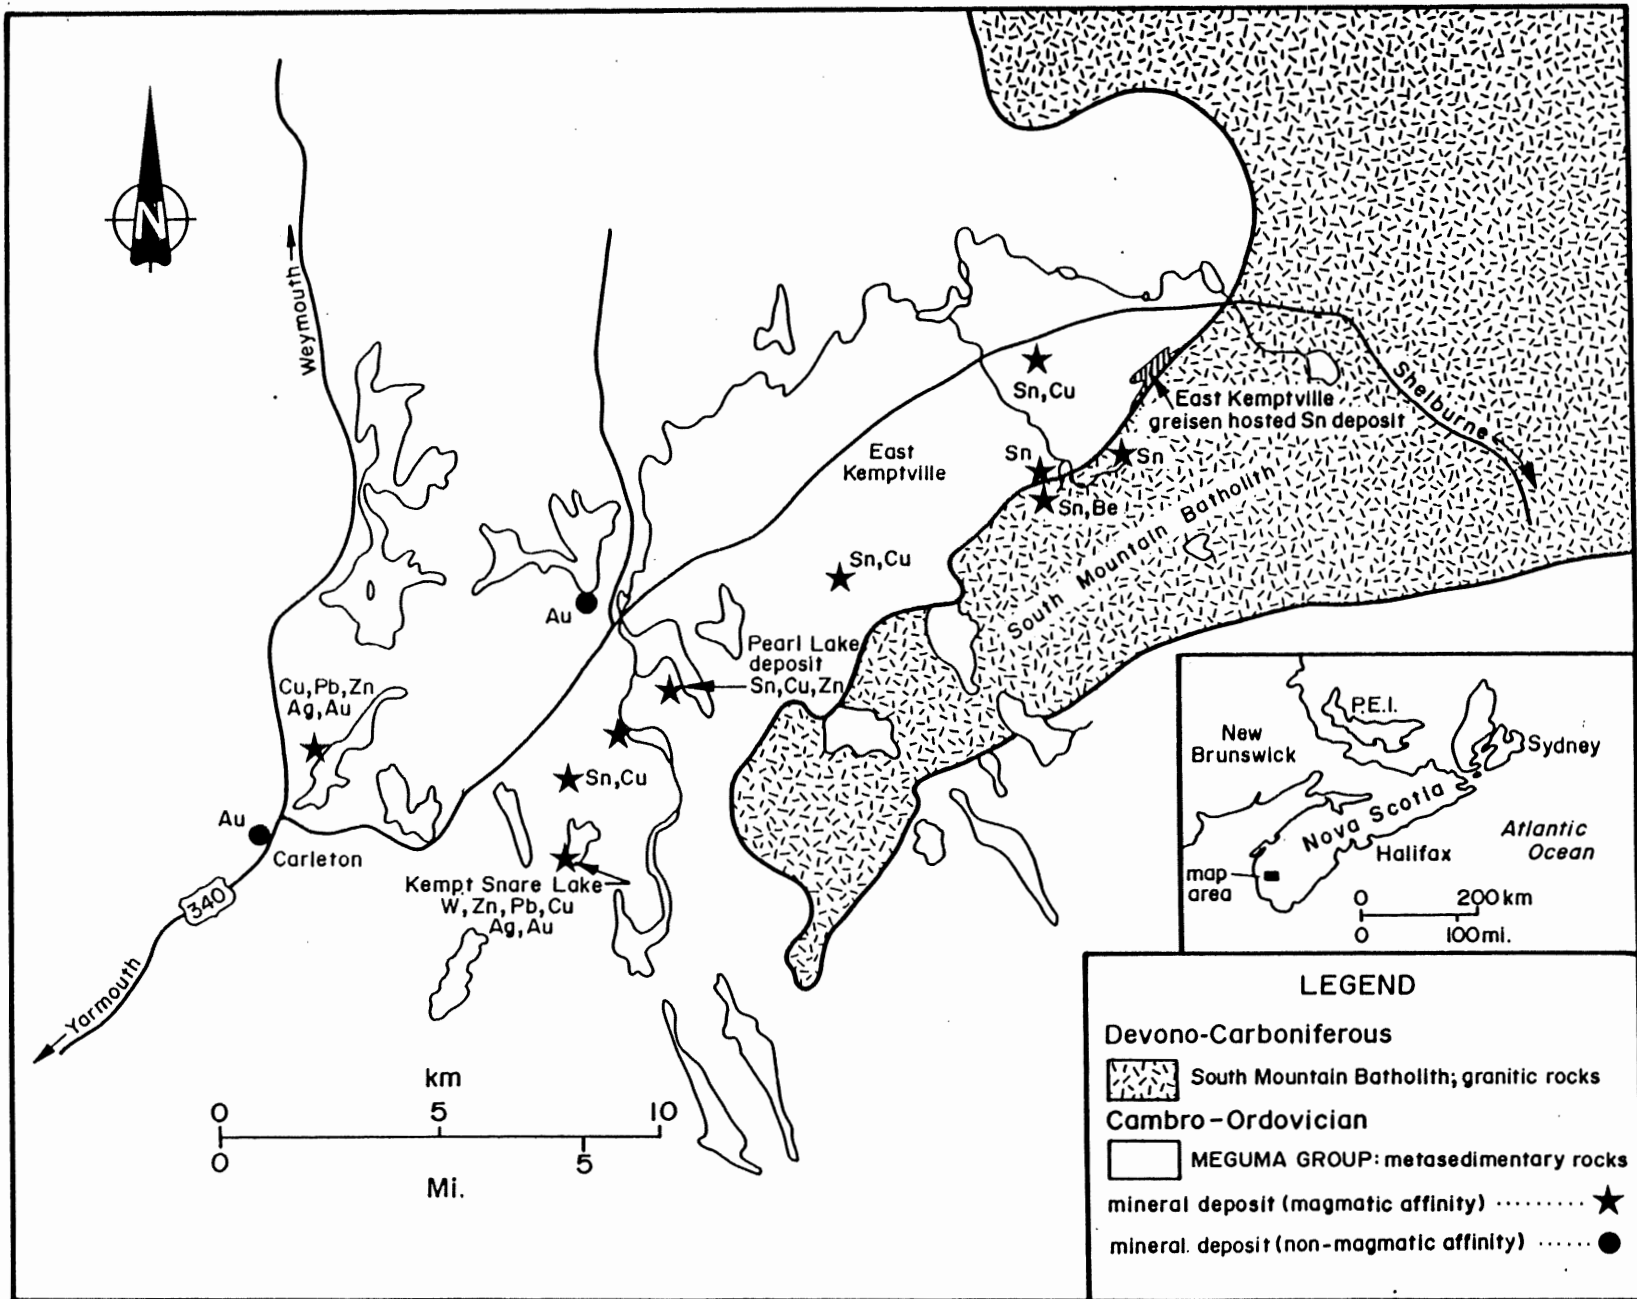 N
Weymouth
Sn,Cu
East Kemptville
greisen hosted Sn deposit
Shelburne
East
Kemptville
Sn
Sn
Sn,Be
South Mountain Batholith
Sn,Cu
Au
Pearl Lake
deposit
Sn,Cu,Zn
Cu,Pb,Zn
Ag,Au
Sn,Cu
Au
Carleton
Kempt Snare Lake
W,Zn,Pb,Cu
Ag,Au
340
Yarmouth
km
0 5 10
0 5
Mi.
P.E.I.
New
Brunswick
Sydney
Nova Scotia
Atlantic
Ocean
Halifax
map
area
0 200 km
0 100 mi.
LEGEND
Devono-Carboniferous
South Mountain Batholith; granitic rocks
Cambro-Ordovician
MEGUMA GROUP: metasedimentary rocks
mineral deposit (magmatic affinity) ········
mineral. deposit (non-magmatic affinity) ······